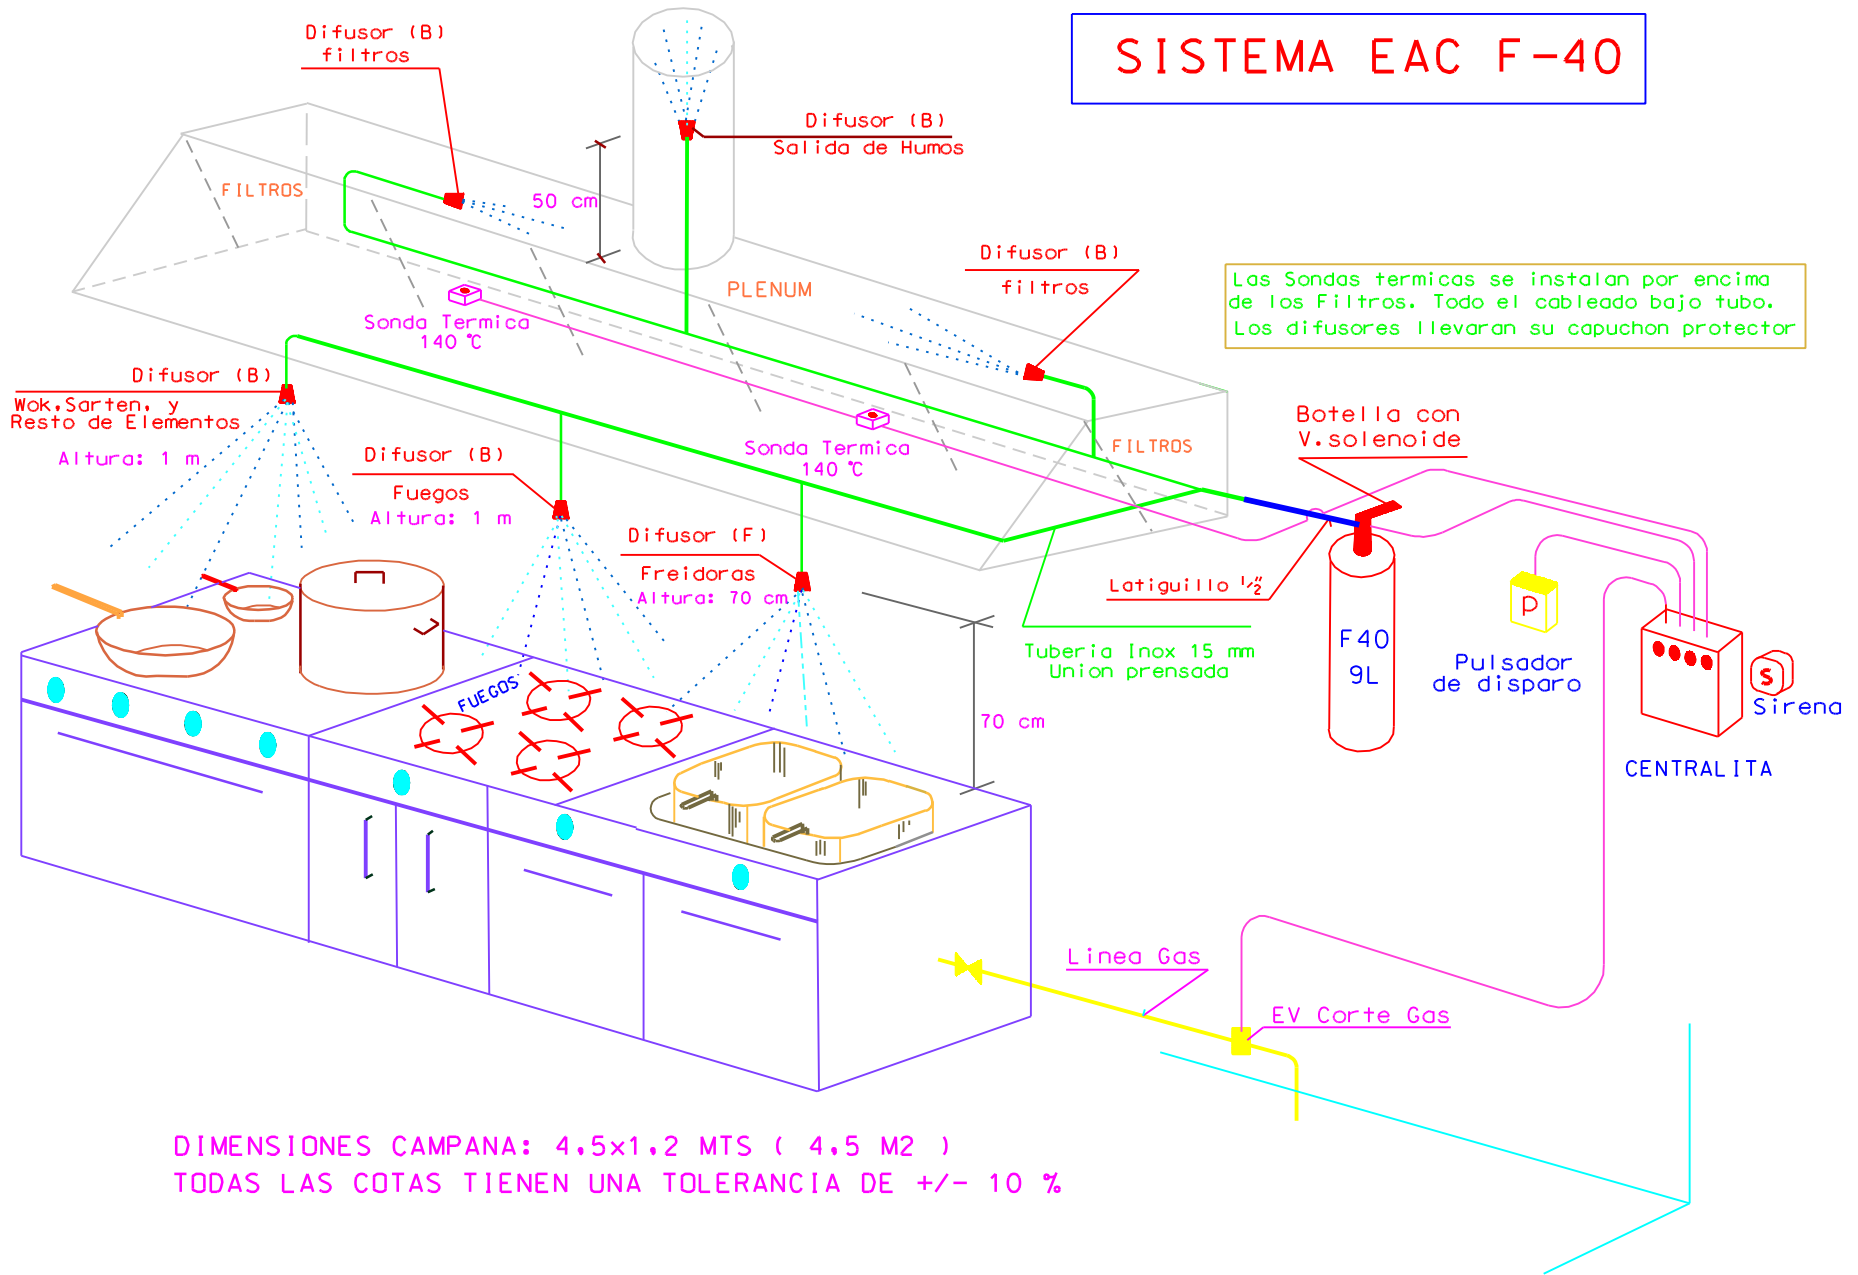 Difusor (B)
filtros
SISTEMA EAC F-40
Difusor (B)
Salida de Humos
FILTROS
50 cm
Difusor (B)
filtros
PLENUM
Las Sondas termicas se instalan por encima
de los Filtros. Todo el cableado bajo tubo.
Los difusores llevaran su capuchon protector
Sonda Termica
140 ℃
Difusor (B)
Wok.Sarten. y
Resto de Elementos
Altura: 1 m
Difusor (B)
Fuegos
Altura: 1 m
Sonda Termica
140 ℃
FILTROS
Botella con
V.solenoide
Difusor (F)
Freidoras
Altura: 70 cm
Latiguillo 1/2"
F40
9L
P
Pulsador
de disparo
Tuberia Inox 15 mm
Union prensada
S
Sirena
CENTRALITA
FUEGOS
70 cm
Linea Gas
EV Corte Gas
DIMENSIONES CAMPANA: 4.5x1.2 MTS ( 4.5 M2 )
TODAS LAS COTAS TIENEN UNA TOLERANCIA DE +/- 10 %